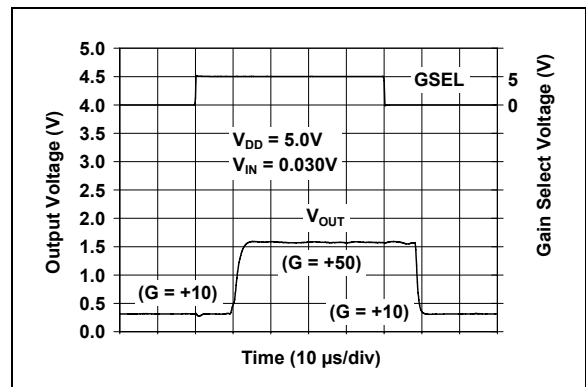 5.0
4.5
4.0
3.5
3.0
2.5
2.0
1.5
1.0
0.5
0.0
Output Voltage (V)
GSEL
5
0
Gain Select Voltage (V)
V_DD = 5.0V
V_IN = 0.030V
V_OUT
(G = +10)
(G = +50)
(G = +10)
Time (10 µs/div)